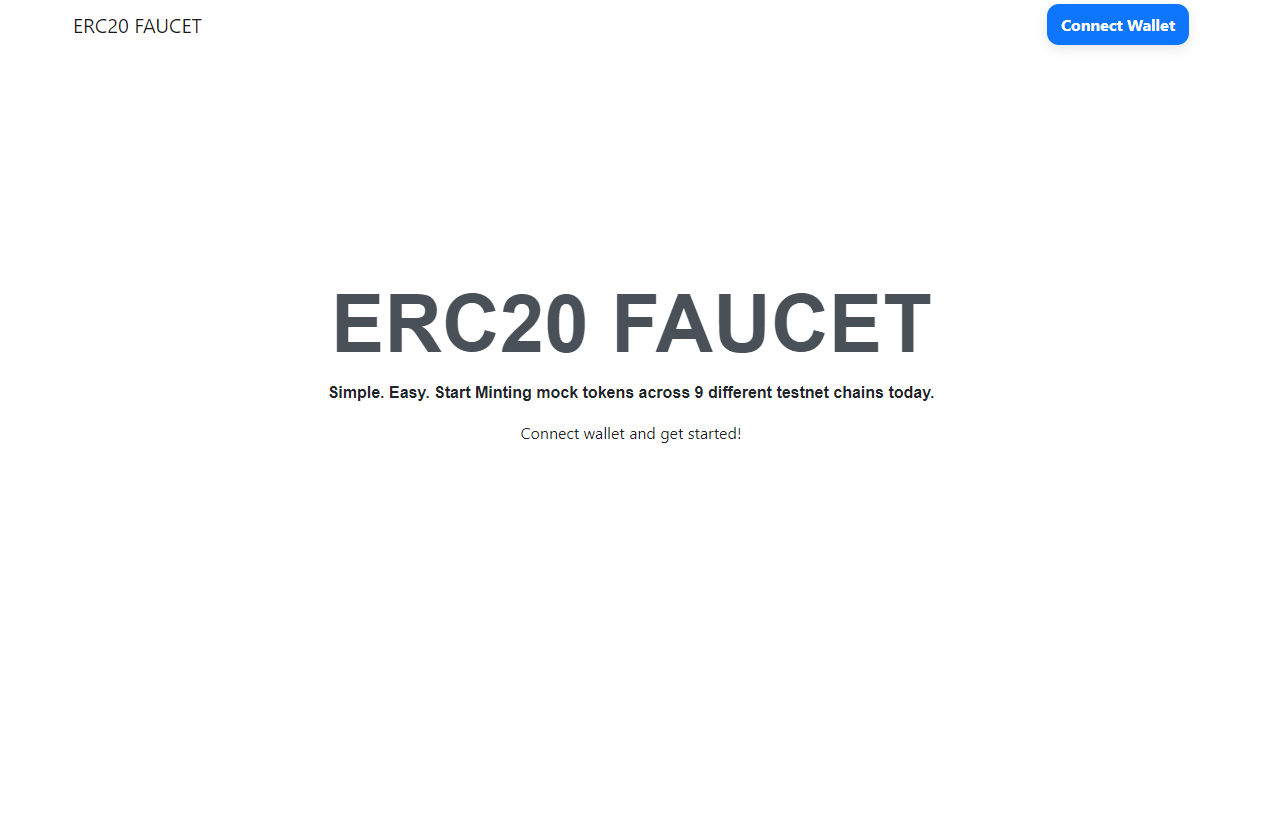 ERC20 FAUCET
Connect Wallet
ERC20 FAUCET
Simple. Easy. Start Minting mock tokens across 9 different testnet chains today.
Connect wallet and get started!